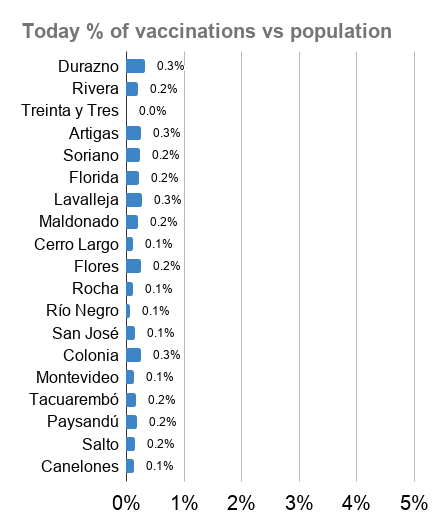 Today % of vaccinations vs population
Durazno 0.3%
Rivera 0.2%
Treinta y Tres 0.0%
Artigas 0.3%
Soriano 0.2%
Florida 0.2%
Lavalleja 0.3%
Maldonado 0.2%
Cerro Largo 0.1%
Flores 0.2%
Rocha 0.1%
Río Negro 0.1%
San José 0.1%
Colonia 0.3%
Montevideo 0.1%
Tacuarembó 0.2%
Paysandú 0.2%
Salto 0.2%
Canelones 0.1%
0% 1% 2% 3% 4% 5%